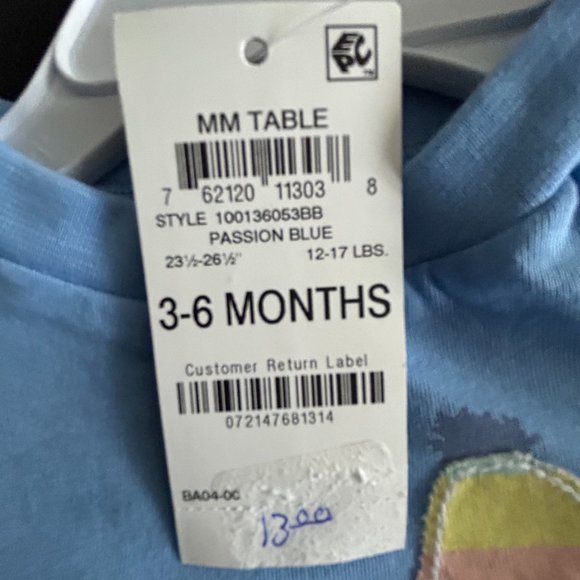 EPC™
MM TABLE
7 62120 11303 8
STYLE 100136053BB
PASSION BLUE
23½-26½" 12-17 LBS.
3-6 MONTHS
Customer Return Label
072147681314
BA04-0C
13.00